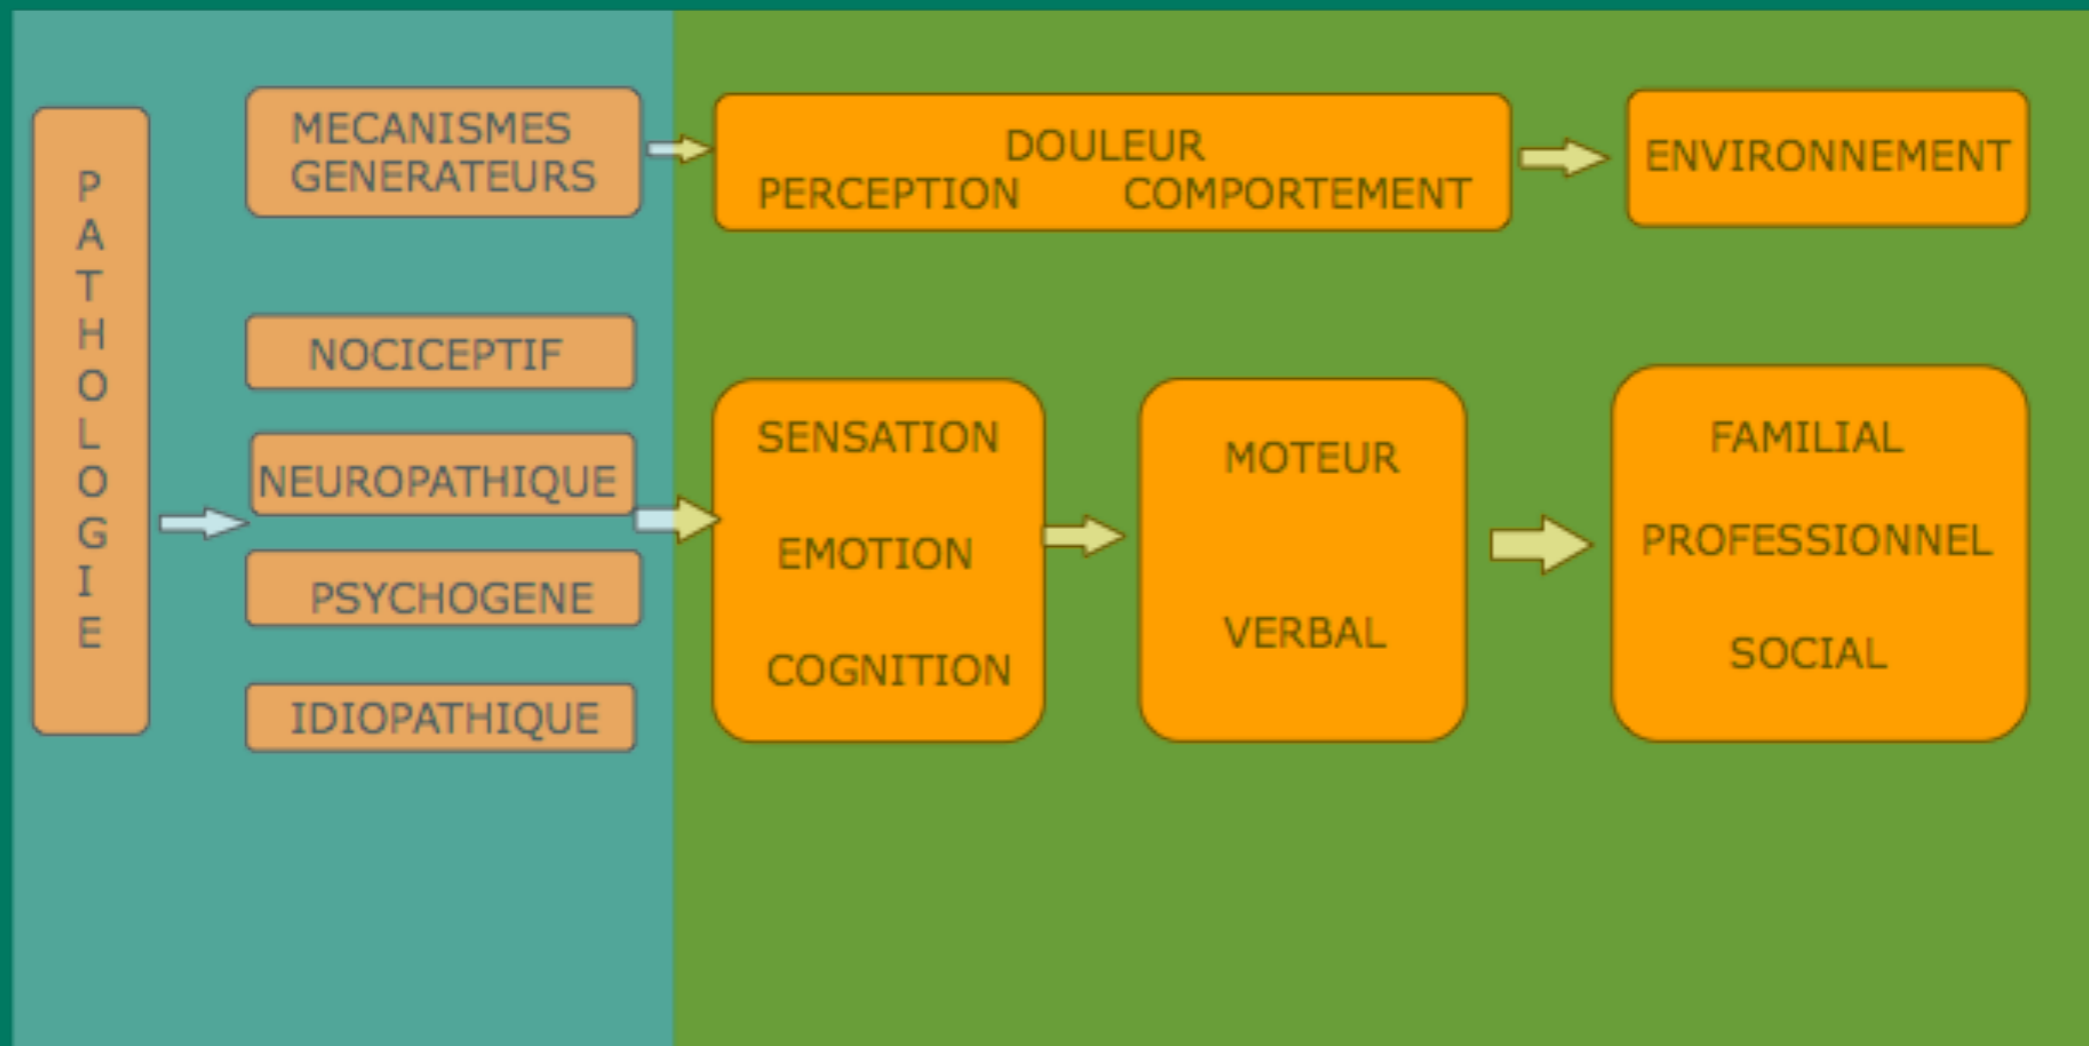 PATHOLOGIE
MECANISMES
GENERATEURS
NOCICEPTIF
NEUROPATHIQUE
PSYCHOGENE
IDIOPATHIQUE
DOULEUR
PERCEPTION COMPORTEMENT
SENSATION
EMOTION
COGNITION
MOTEUR
VERBAL
ENVIRONNEMENT
FAMILIAL
PROFESSIONNEL
SOCIAL